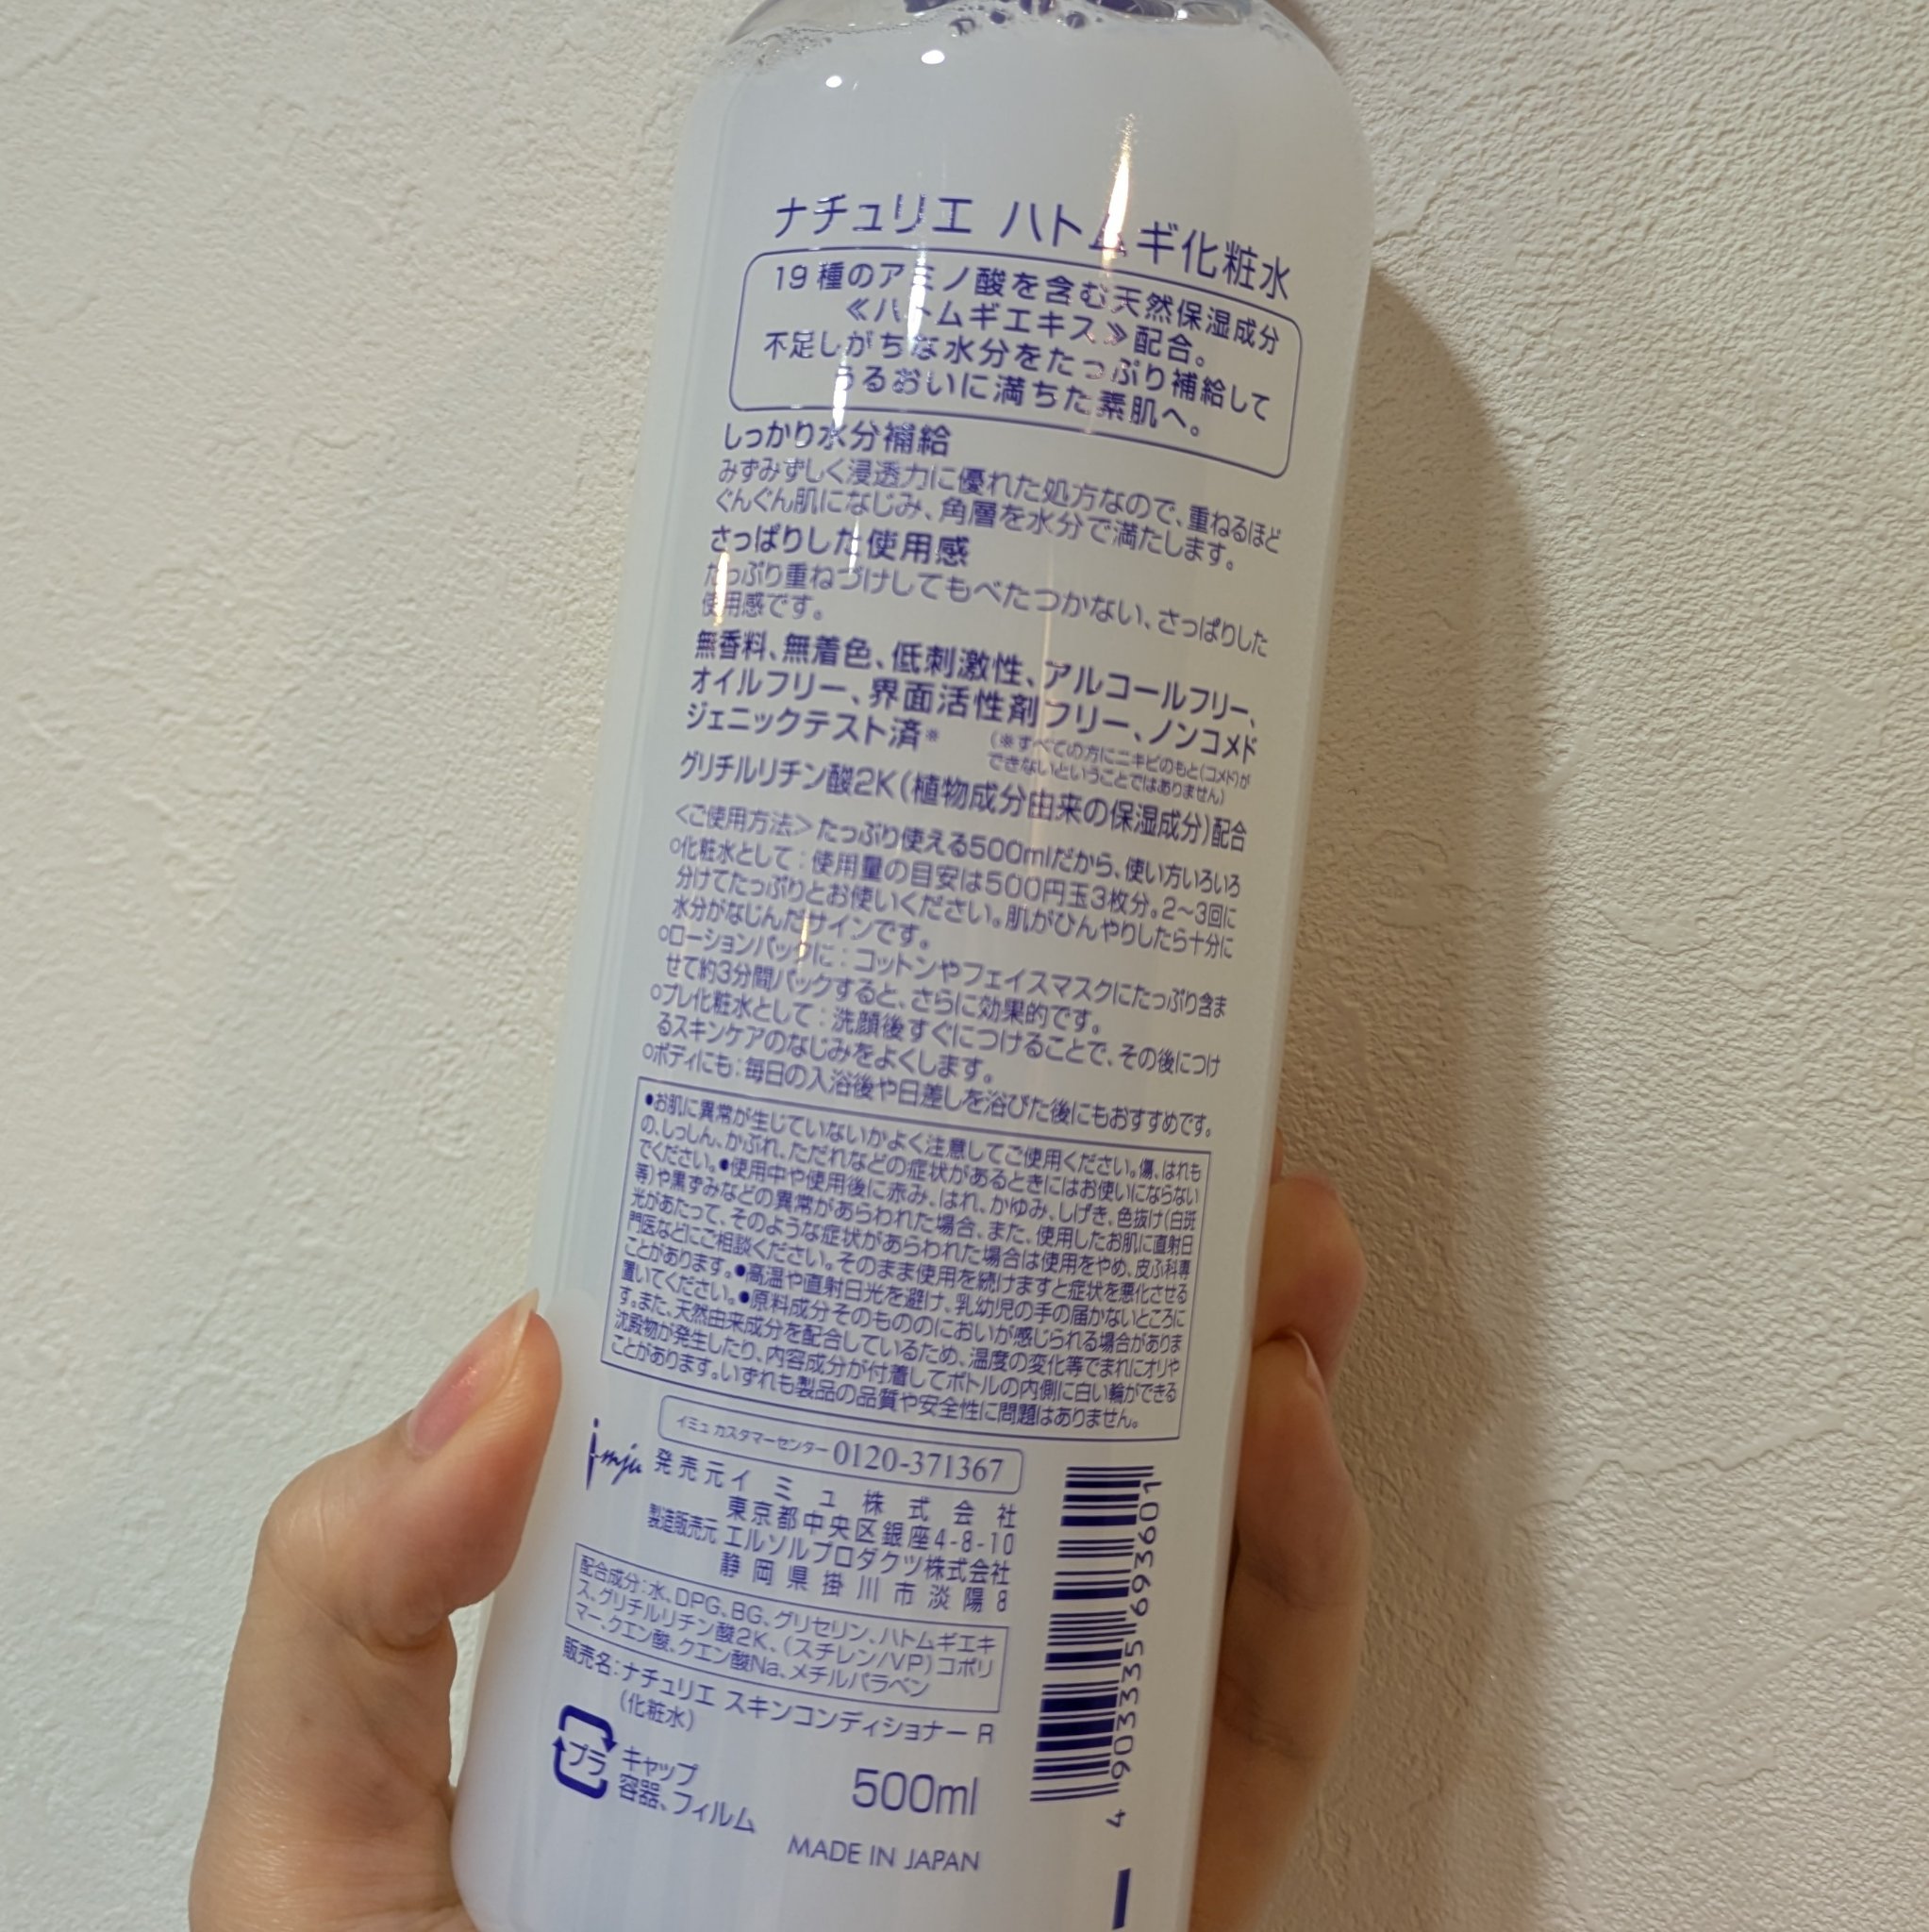 ナチュリエ ハトムギ化粧水
19種のアミノ酸を含む天然保湿成分
≪ハトムギエキス≫配合。
不足しがちな水分をたっぷり補給して
うるおいに満ちた素肌へ。
しっかり水分補給
みずみずしく浸透力に優れた処方なので、重ねるほど
ぐんぐん肌になじみ、角層を水分で満たします。
さっぱりした使用感
たっぷり重ねづけしてもべたつかない、さっぱりした
使用感です。
無香料、無着色、低刺激性、アルコールフリー、
オイルフリー、界面活性剤フリー、ノンコメド
ジェニックテスト済※
(※すべての方にニキビのもと(コメド)が
できないということではありません)
グリチルリチン酸2K(植物成分由来の保湿成分)配合
<ご使用方法>たっぷり使える500mlだから、使い方いろいろ
○化粧水として:使用量の目安は500円玉3枚分。2〜3回に
分けてたっぷりとお使いください。肌がひんやりしたら十分に
水分がなじんだサインです。
○ローションパックに:コットンやフェイスマスクにたっぷり含ま
せて約3分間パックすると、さらに効果的です。
○プレ化粧水として:洗顔後すぐにつけることで、その後につけ
るスキンケアのなじみをよくします。
○ボディにも:毎日の入浴後や日差しを浴びた後にもおすすめです。
●お肌に異常が生じていないかよく注意してご使用ください。傷、はれも
の、しっしん、かぶれ、ただれなどの症状があるときにはお使いにならない
でください。●使用中や使用後に赤み、はれ、かゆみ、しげき、色抜け(白斑
等)や黒ずみなどの異常があらわれた場合、また、使用したお肌に直射日
光があたって、そのような症状があらわれた場合は使用をやめ、皮ふ科専
門医などにご相談ください。そのまま使用を続けますと症状を悪化させる
ことがあります。●高温や直射日光を避け、乳幼児の手の届かないところに
置いてください。●原料成分そのもののにおいが感じられる場合がありま
す。また、天然由来成分を配合しているため、温度の変化等でまれにオリや
沈殿物が発生したり、内容成分が付着してボトルの内側に白い輪ができる
ことがあります。いずれも製品の品質や安全性に問題はありません。
イミュ カスタマーセンター 0120-371367
imju
発売元 イミュ株式会社
東京都中央区銀座4-8-10
製造販売元 エルソルプロダクツ株式会社
静岡県掛川市淡陽8
配合成分:水、DPG、BG、グリセリン、ハトムギエキ
ス、グリチルリチン酸2K、(スチレン/VP)コポリ
マー、クエン酸、クエン酸Na、メチルパラベン
販売名:ナチュリエ スキンコンディショナー R
(化粧水)
プラ
キャップ
容器、フィルム
500ml
MADE IN JAPAN
4 903335 693601